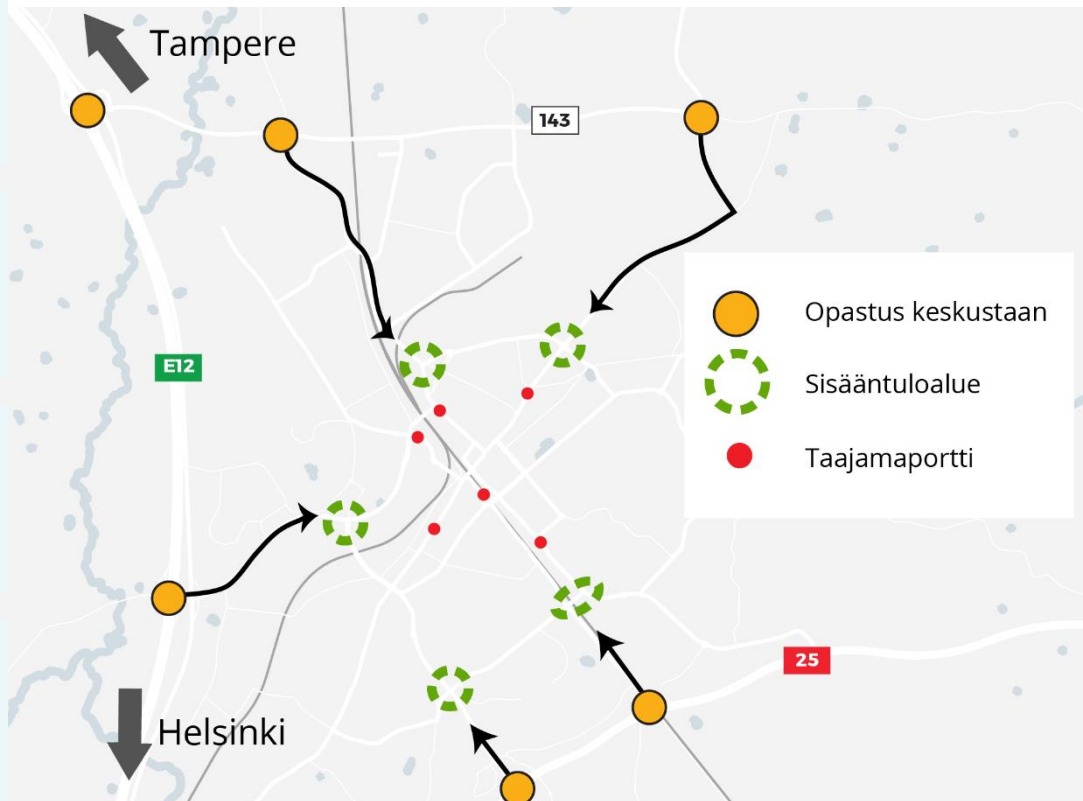 Tampere
143
E12
Opastus keskustaan
Sisääntuloalue
Taajamaportti
25
Helsinki